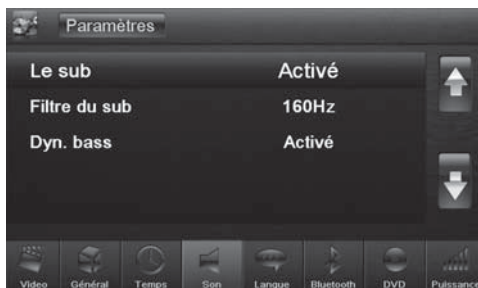 Paramètres
Le sub Activé
Filtre du sub 160Hz
Dyn. bass Activé
Video Général Temps Son Langue Bluetooth DVD Puissance